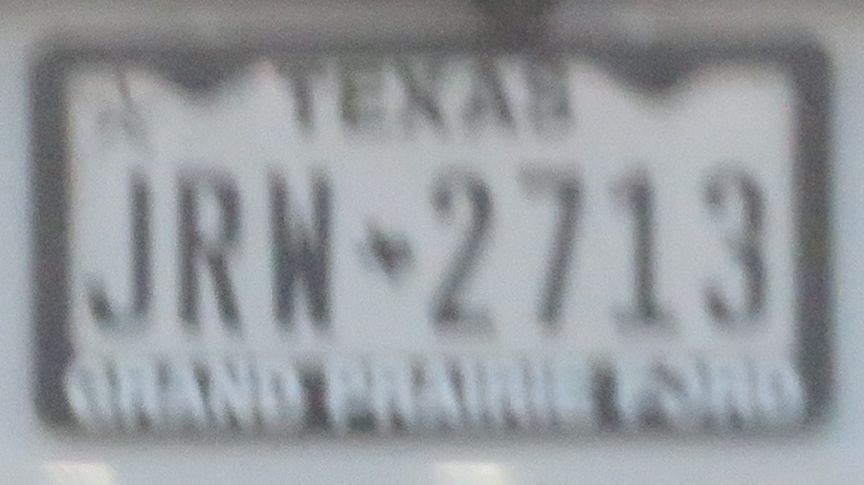 TEXAS
JRW 2713
GRAND PRAIRIE FORD